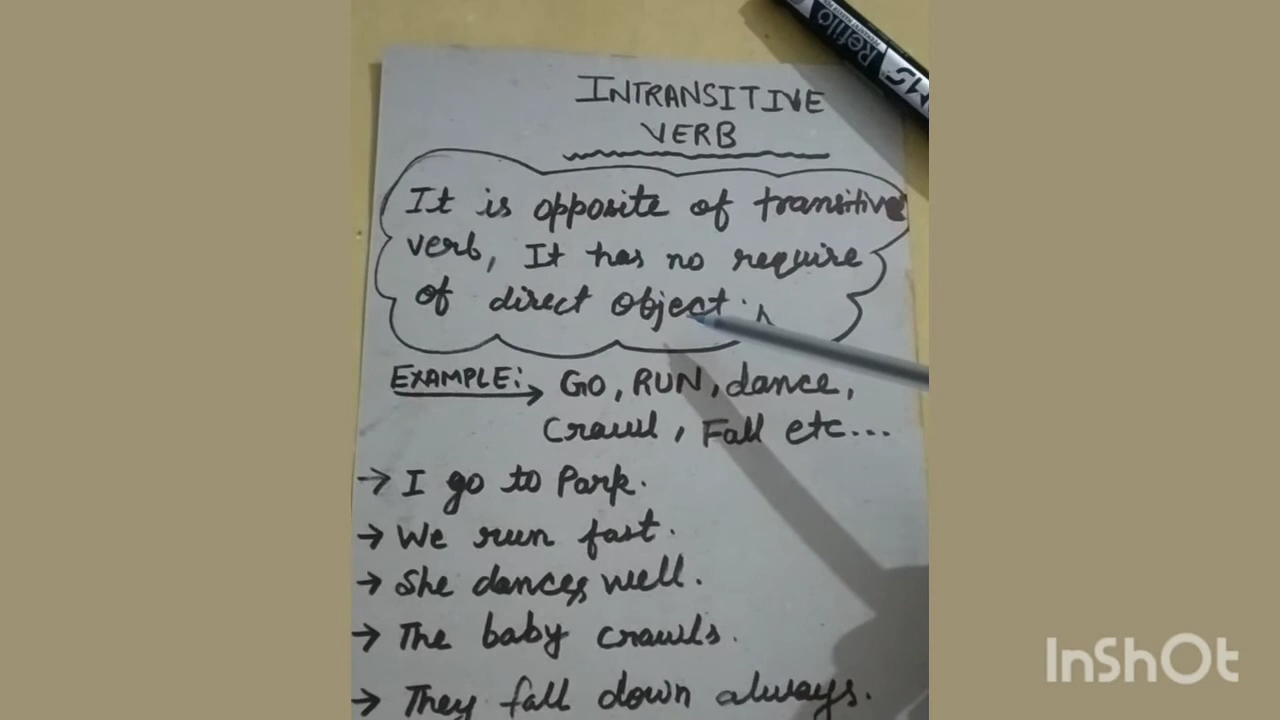 Refilo
INTRANSITIVE
VERB
It is opposite of transitive
verb, It has no require
of direct object.
EXAMPLE: → GO, RUN, dance,
Crawl, Fall etc...
→ I go to Park.
→ We run fast.
→ She dances well.
→ The baby crawls.
→ They fall down always.
InShOt